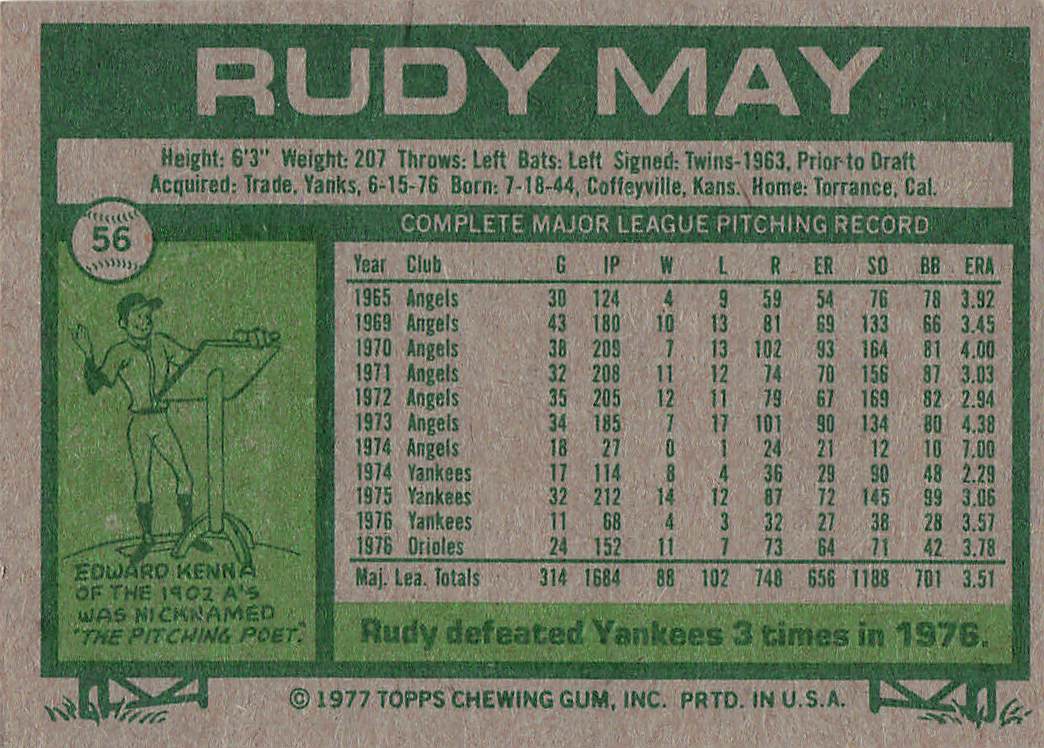 RUDY MAY
Height: 6'3" Weight: 207 Throws: Left Bats: Left Signed: Twins-1963, Prior to Draft
Acquired: Trade, Yanks, 6-15-76 Born: 7-18-44, Coffeyville, Kans. Home: Torrance, Cal.
56
COMPLETE MAJOR LEAGUE PITCHING RECORD
Year Club G IP W L R ER SO BB ERA
1965 Angels 30 124 4 9 59 54 76 78 3.92
1969 Angels 43 180 10 13 81 69 133 66 3.45
1970 Angels 38 209 7 13 102 93 164 81 4.00
1971 Angels 32 208 11 12 74 70 156 87 3.03
1972 Angels 35 205 12 11 79 67 169 82 2.94
1973 Angels 34 185 7 17 101 90 134 80 4.38
1974 Angels 18 27 0 1 24 21 12 10 7.00
1974 Yankees 17 114 8 4 36 29 90 48 2.29
1975 Yankees 32 212 14 12 87 72 145 99 3.06
1976 Yankees 11 68 4 3 32 27 38 28 3.57
1976 Orioles 24 152 11 7 73 64 71 42 3.78
Maj. Lea. Totals 314 1684 88 102 748 656 1188 701 3.51
EDWARD KENNA
OF THE 1902 A'S
WAS NICKNAMED
"THE PITCHING POET."
Rudy defeated Yankees 3 times in 1976.
© 1977 TOPPS CHEWING GUM, INC. PRTD. IN U.S.A.